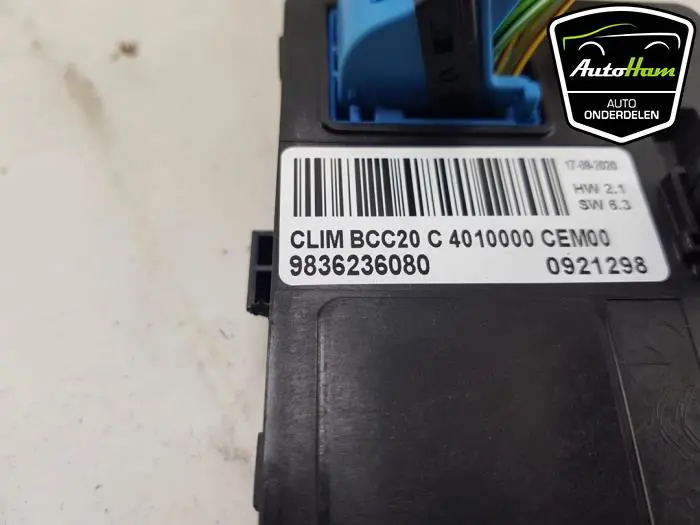 AutoHam
AUTO
ONDERDELEN
17-09-2020
HW 2.1
SW 6.3
CLIM BCC20 C 4010000 CEM00
9836236080 0921298